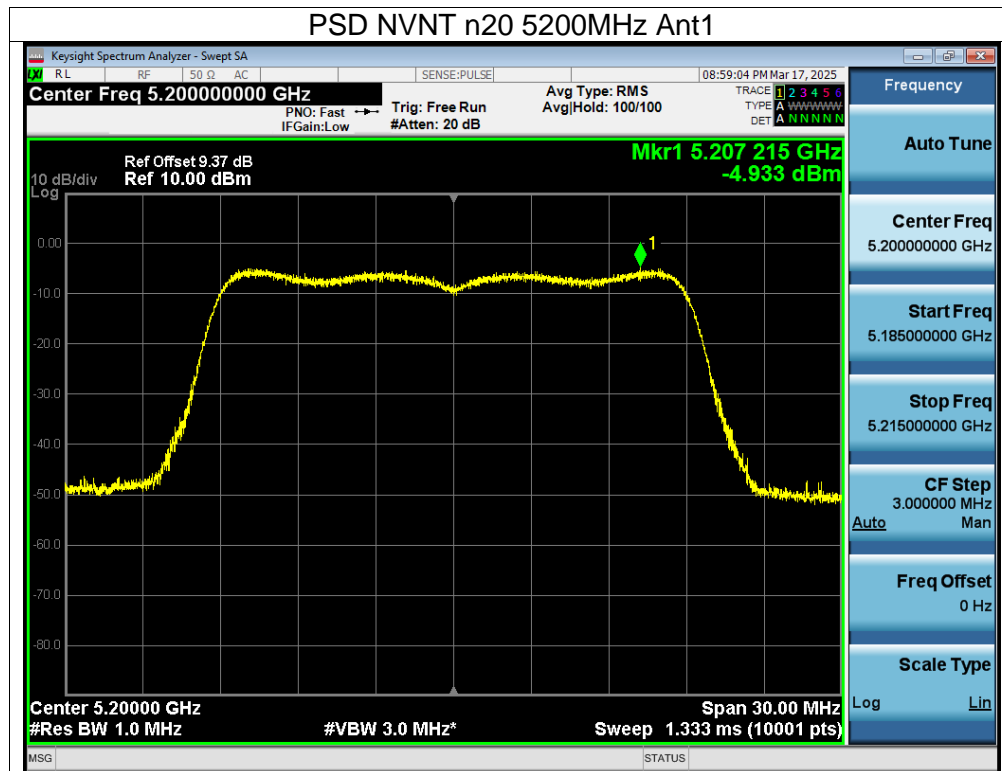 PSD NVNT n20 5200MHz Ant1
Keysight Spectrum Analyzer - Swept SA
LXI RL RF 50 Ω AC SENSE:PULSE 08:59:04 PM Mar 17, 2025
Center Freq 5.200000000 GHz
PNO: Fast
IFGain:Low
Trig: Free Run
#Atten: 20 dB
Avg Type: RMS
Avg|Hold: 100/100
TRACE 1 2 3 4 5 6
TYPE A WWWWW
DET A N N N N N
Ref Offset 9.37 dB
10 dB/div Ref 10.00 dBm
Log
Mkr1 5.207 215 GHz
-4.933 dBm
1
0.00
-10.0
-20.0
-30.0
-40.0
-50.0
-60.0
-70.0
-80.0
Center 5.20000 GHz Span 30.00 MHz
#Res BW 1.0 MHz #VBW 3.0 MHz* Sweep 1.333 ms (10001 pts)
MSG STATUS
Frequency
Auto Tune
Center Freq
5.200000000 GHz
Start Freq
5.185000000 GHz
Stop Freq
5.215000000 GHz
CF Step
3.000000 MHz
Auto Man
Freq Offset
0 Hz
Scale Type
Log Lin